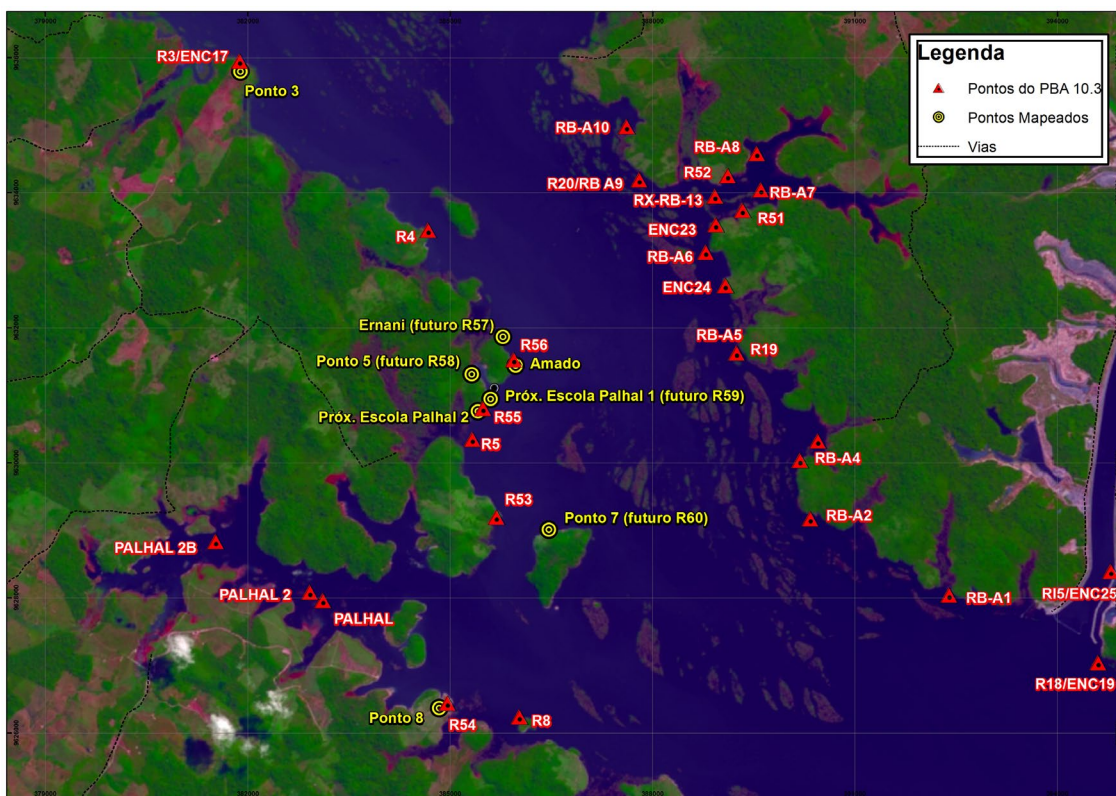 Legenda
Pontos do PBA 10.3
Pontos Mapeados
Vias
R3/ENC17
Ponto 3
RB-A10
RB-A8
R52
R20/RB A9
RB-A7
RX-RB-13
R51
R4
ENC23
RB-A6
ENC24
Ernani (futuro R57)
RB-A5
R56
R19
Ponto 5 (futuro R58)
Amado
Próx. Escola Palhal 1 (futuro R59)
Próx. Escola Palhal 2
R55
R5
RB-A4
R53
Ponto 7 (futuro R60)
RB-A2
PALHAL 2B
PALHAL 2
PALHAL
RB-A1
RI5/ENC25
R18/ENC19
Ponto 8
R54
R8